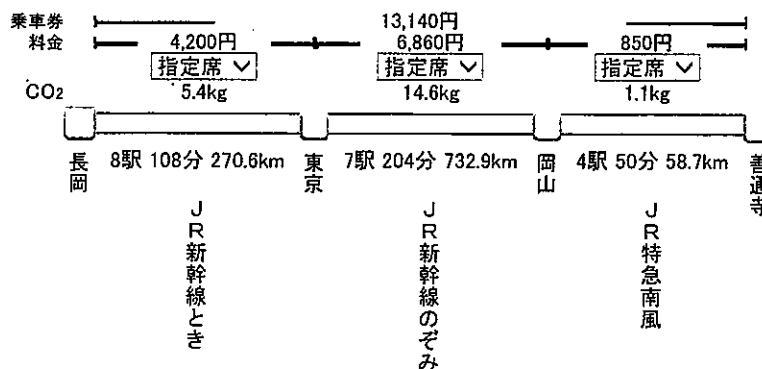 乗車券 13,140円
料金 4,200円 6,860円 850円
指定席 指定席 指定席
CO2 5.4kg 14.6kg 1.1kg
長岡 8駅 108分 270.6km 東京 7駅 204分 732.9km 岡山 4駅 50分 58.7km 善通寺
JR新幹線とき
JR新幹線のぞみ
JR特急南風